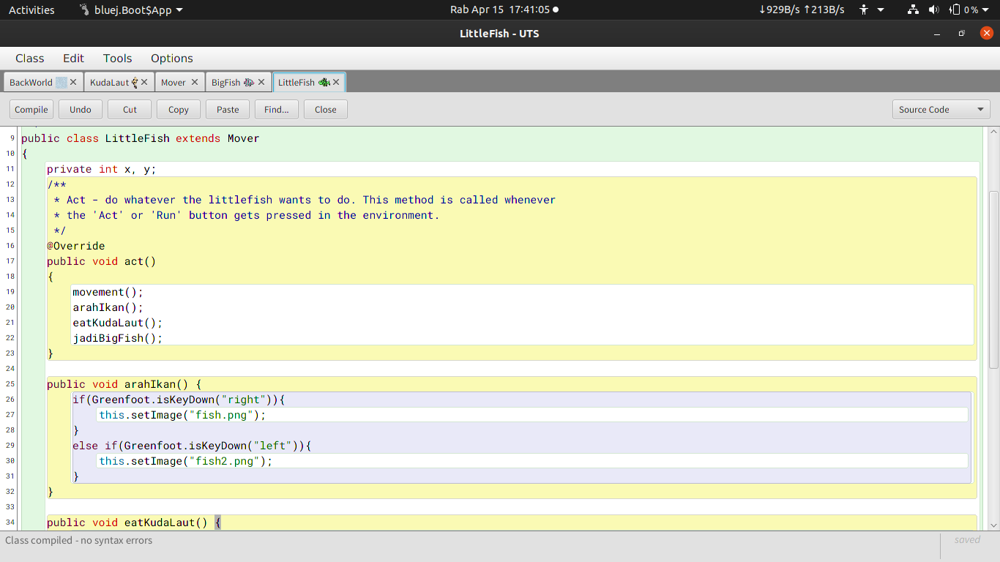 Activities bluej.Boot$App Rab Apr 15 17:41:05 ↓929B/s ↑213B/s 0 %
LittleFish - UTS
Class Edit Tools Options
BackWorld KudaLaut Mover BigFish LittleFish
Compile Undo Cut Copy Paste Find... Close Source Code
9 public class LittleFish extends Mover
10 {
11 private int x, y;
12 /**
13 * Act - do whatever the littlefish wants to do. This method is called whenever
14 * the 'Act' or 'Run' button gets pressed in the environment.
15 */
16 @Override
17 public void act()
18 {
19 movement();
20 arahIkan();
21 eatKudaLaut();
22 jadiBigFish();
23 }
24
25 public void arahIkan() {
26 if(Greenfoot.isKeyDown("right")){
27 this.setImage("fish.png");
28 }
29 else if(Greenfoot.isKeyDown("left")){
30 this.setImage("fish2.png");
31 }
32 }
33
34 public void eatKudaLaut() {
Class compiled - no syntax errors saved